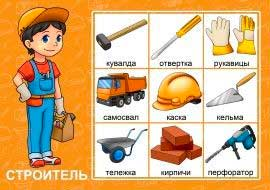 кувалда отвертка рукавицы
самосвал каска кельма
СТРОИТЕЛЬ
тележка кирпичи перфоратор